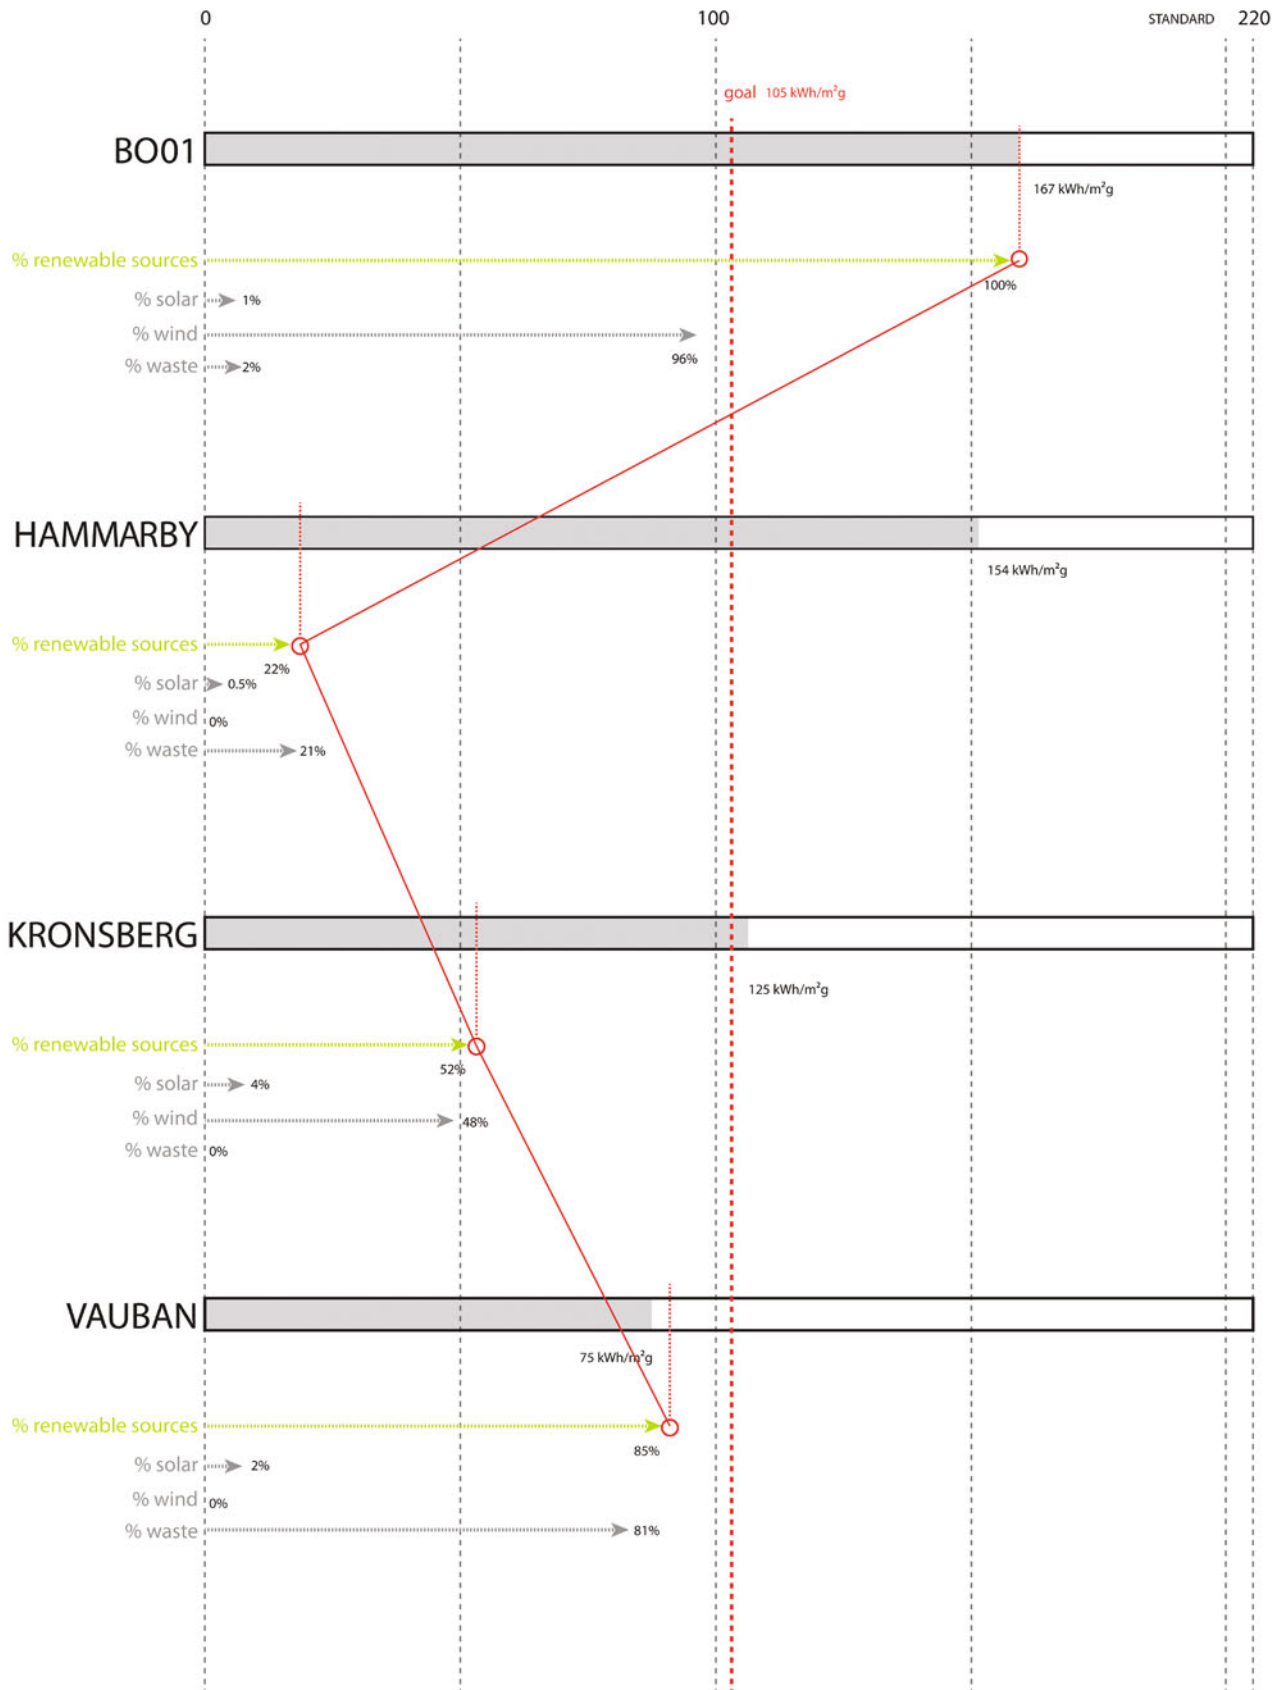 0 100 STANDARD 220
goal 105 kWh/m²g
BO01
167 kWh/m²g
% renewable sources
100%
% solar 1%
% wind
96%
% waste 2%
HAMMARBY
154 kWh/m²g
% renewable sources
22%
% solar 0.5%
% wind 0%
% waste 21%
KRONSBERG
125 kWh/m²g
% renewable sources
52%
% solar 4%
% wind 48%
% waste 0%
VAUBAN
75 kWh/m²g
% renewable sources
85%
% solar 2%
% wind 0%
% waste 81%